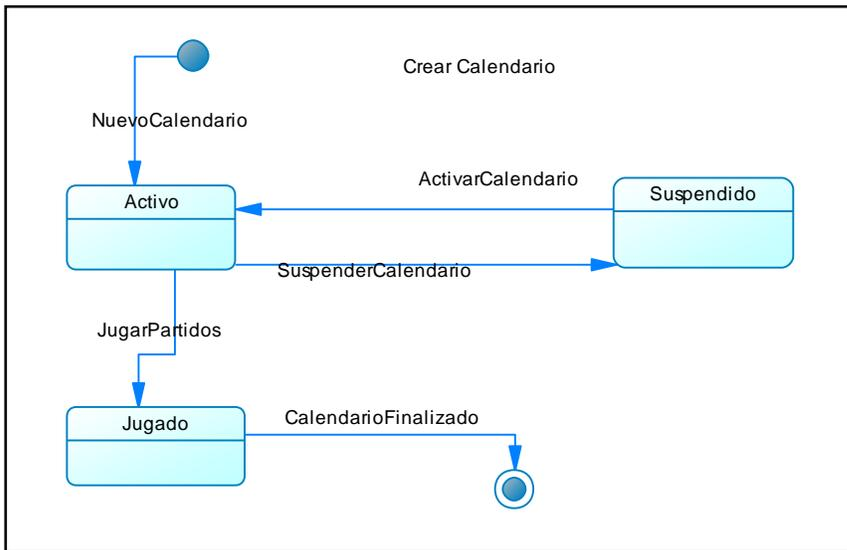 Crear Calendario
NuevoCalendario
ActivarCalendario
Activo
Suspendido
SuspenderCalendario
JugarPartidos
Jugado
CalendarioFinalizado